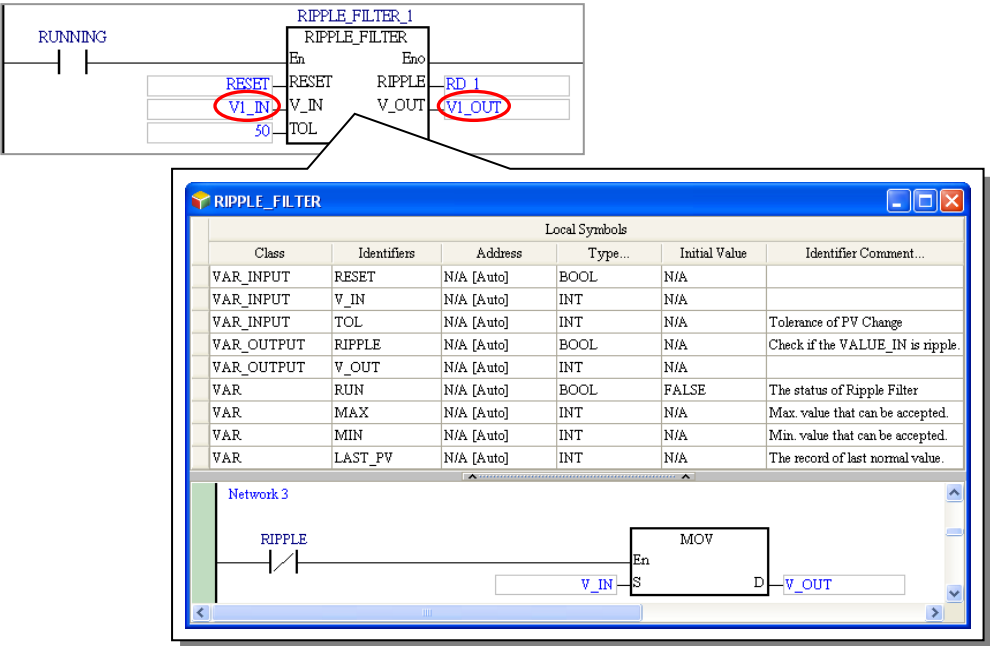 RIPPLE_FILTER_1
RUNNING
RIPPLE_FILTER
En Eno
RESET RESET RIPPLE RD_1
V1_IN V_IN V_OUT V1_OUT
50 TOL
RIPPLE_FILTER
Local Symbols
Class Identifiers Address Type... Initial Value Identifier Comment...
VAR_INPUT RESET N/A [Auto] BOOL N/A
VAR_INPUT V_IN N/A [Auto] INT N/A
VAR_INPUT TOL N/A [Auto] INT N/A Tolerance of PV Change
VAR_OUTPUT RIPPLE N/A [Auto] BOOL N/A Check if the VALUE_IN is ripple.
VAR_OUTPUT V_OUT N/A [Auto] INT N/A
VAR RUN N/A [Auto] BOOL FALSE The status of Ripple Filter
VAR MAX N/A [Auto] INT N/A Max. value that can be accepted.
VAR MIN N/A [Auto] INT N/A Min. value that can be accepted.
VAR LAST_PV N/A [Auto] INT N/A The record of last normal value.
Network 3
RIPPLE MOV
En
V_IN S D V_OUT